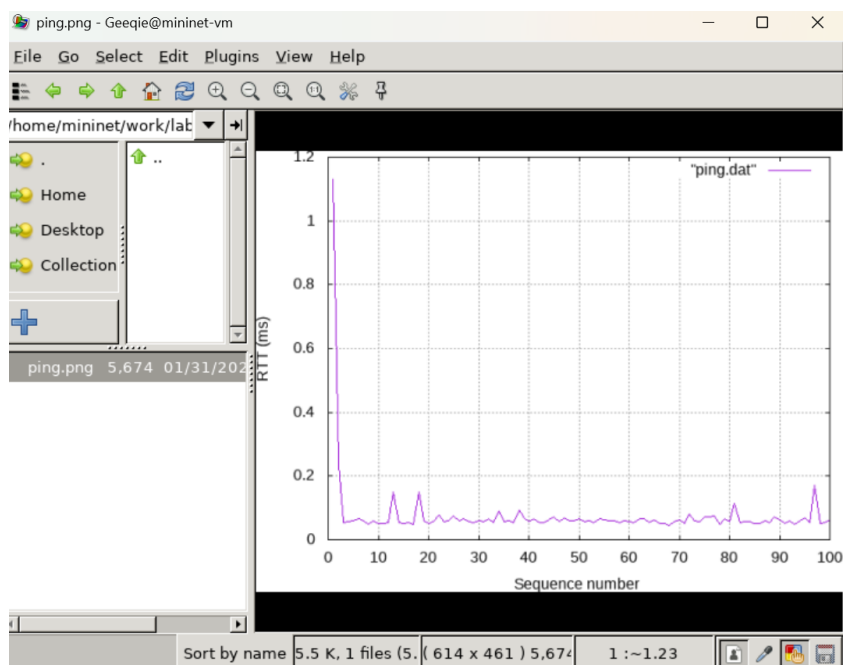 ping.png - Geeqie@mininet-vm
File Go Select Edit Plugins View Help
/home/mininet/work/lab
.
..
Home
Desktop
Collection
ping.png 5,674 01/31/202
"ping.dat"
1.2
1
0.8
0.6
0.4
0.2
0
RTT (ms)
0 10 20 30 40 50 60 70 80 90 100
Sequence number
Sort by name 5.5 K, 1 files (5. ( 614 x 461 ) 5,674 1 :~1.23